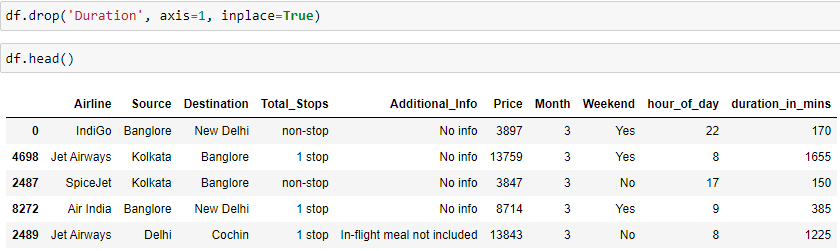 df.drop('Duration', axis=1, inplace=True)
df.head()
Airline Source Destination Total_Stops Additional_Info Price Month Weekend hour_of_day duration_in_mins
0 IndiGo Banglore New Delhi non-stop No info 3897 3 Yes 22 170
4698 Jet Airways Kolkata Banglore 1 stop No info 13759 3 Yes 8 1655
2487 SpiceJet Kolkata Banglore non-stop No info 3847 3 No 17 150
8272 Air India Banglore New Delhi 1 stop No info 8714 3 Yes 9 385
2489 Jet Airways Delhi Cochin 1 stop In-flight meal not included 13843 3 No 8 1225